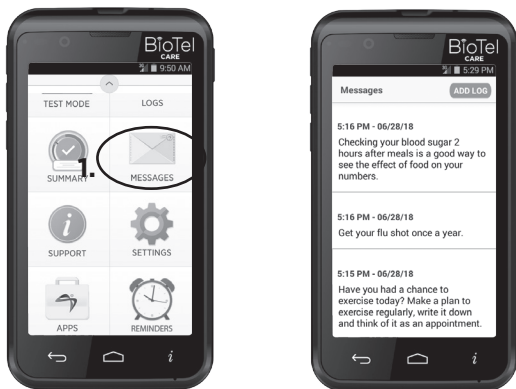 BioTel
CARE
9:50 AM
TEST MODE
LOGS
1.
SUMMARY
MESSAGES
SUPPORT
SETTINGS
APPS
REMINDERS
BioTel
CARE
5:29 PM
Messages
ADD LOG
5:16 PM - 06/28/18
Checking your blood sugar 2
hours after meals is a good way to
see the effect of food on your
numbers.
5:16 PM - 06/28/18
Get your flu shot once a year.
5:15 PM - 06/28/18
Have you had a chance to
exercise today? Make a plan to
exercise regularly, write it down
and think of it as an appointment.